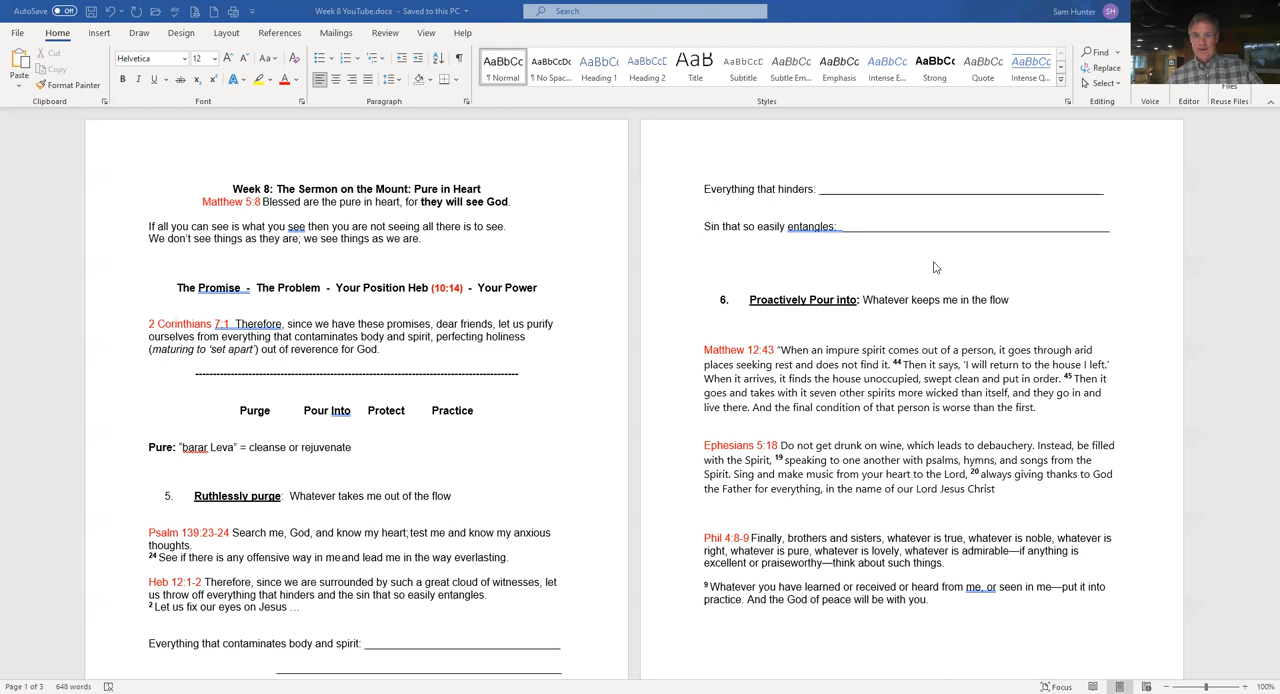 AutoSave Off Week 8 YouTube.docx - Saved to this PC Search Sam Hunter SH
File Home Insert Draw Design Layout References Mailings Review View Help
Paste Cut Copy Format Painter
Helvetica 12 Aa
B I U ab x₂ x² A A
AaBbCc AaBbCcDc AaBbCc AaBbCcC AaB AaBbCcC AaBbCc AaBbCc AaBbCc AaBbCc AaBbCc AaBbCc
¶ Normal ¶ No Spac... Heading 1 Heading 2 Title Subtitle Subtle Em... Emphasis Intense E... Strong Quote Intense Q...
Find Replace Select
Files
Clipboard Font Paragraph Styles Editing Voice Editor Reuse Files
Week 8: The Sermon on the Mount: Pure in Heart
Matthew 5:8 Blessed are the pure in heart, for they will see God.
If all you can see is what you see then you are not seeing all there is to see.
We don't see things as they are; we see things as we are.
The Promise - The Problem - Your Position Heb (10:14) - Your Power
2 Corinthians 7:1 Therefore, since we have these promises, dear friends, let us purify
ourselves from everything that contaminates body and spirit, perfecting holiness
(maturing to 'set apart') out of reverence for God.
Purge Pour Into Protect Practice
Pure: "barar Leva" = cleanse or rejuvenate
5. Ruthlessly purge: Whatever takes me out of the flow
Psalm 139:23-24 Search me, God, and know my heart; test me and know my anxious
thoughts.
24 See if there is any offensive way in me and lead me in the way everlasting.
Heb 12:1-2 Therefore, since we are surrounded by such a great cloud of witnesses, let
us throw off everything that hinders and the sin that so easily entangles.
2 Let us fix our eyes on Jesus ...
Everything that contaminates body and spirit:
Everything that hinders:
Sin that so easily entangles:
6. Proactively Pour into: Whatever keeps me in the flow
Matthew 12:43 "When an impure spirit comes out of a person, it goes through arid
places seeking rest and does not find it. 44 Then it says, 'I will return to the house I left.'
When it arrives, it finds the house unoccupied, swept clean and put in order. 45 Then it
goes and takes with it seven other spirits more wicked than itself, and they go in and
live there. And the final condition of that person is worse than the first.
Ephesians 5:18 Do not get drunk on wine, which leads to debauchery. Instead, be filled
with the Spirit, 19 speaking to one another with psalms, hymns, and songs from the
Spirit. Sing and make music from your heart to the Lord, 20 always giving thanks to God
the Father for everything, in the name of our Lord Jesus Christ
Phil 4:8-9 Finally, brothers and sisters, whatever is true, whatever is noble, whatever is
right, whatever is pure, whatever is lovely, whatever is admirable—if anything is
excellent or praiseworthy—think about such things.
9 Whatever you have learned or received or heard from me, or seen in me—put it into
practice. And the God of peace will be with you.
Page 1 of 3 648 words Focus 100%